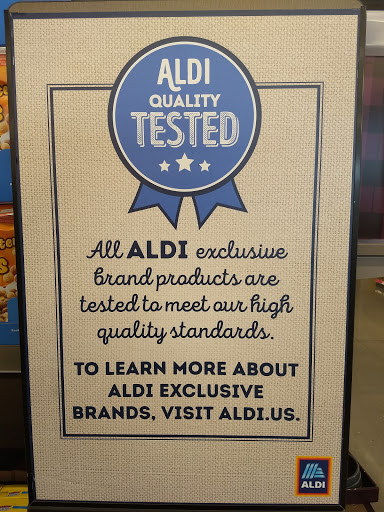 ALDI
QUALITY
TESTED
All ALDI exclusive
brand products are
tested to meet our high
quality standards.
TO LEARN MORE ABOUT
ALDI EXCLUSIVE
BRANDS, VISIT ALDI.US.
ALDI